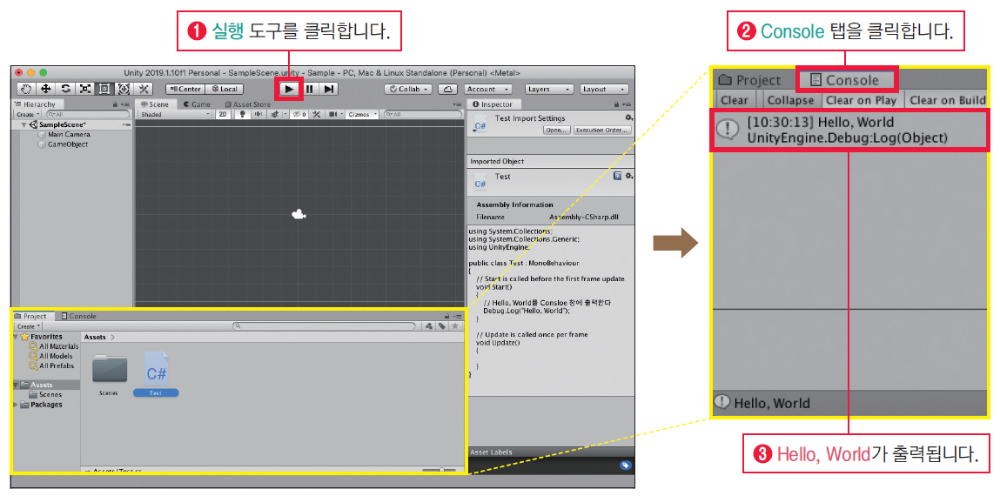 ❶ 실행 도구를 클릭합니다.
❷ Console 탭을 클릭합니다.
Unity 2019.1.10f1 Personal - SampleScene.unity - Sample - PC, Mac & Linux Standalone (Personal) <Metal>
Center Local Collab Account Layers Layout
Hierarchy
Create All
SampleScene*
Main Camera
GameObject
Scene Game Asset Store
Shaded 2D 0 Gizmos All
Inspector
Test Import Settings
Open... Execution Order...
C#
Imported Object
Test
C#
Assembly Information
Filename Assembly-CSharp.dll
using System.Collections;
using System.Collections.Generic;
using UnityEngine;
public class Test : MonoBehaviour
{
// Start is called before the first frame update
void Start()
{
// Hello, World를 Consloe 창에 출력한다
Debug.Log("Hello, World");
}
// Update is called once per frame
void Update()
{
}
}
Asset Labels
Project Console
Create
Favorites
All Materials
All Models
All Prefabs
Assets
Scenes
Packages
Assets >
C#
Scenes Test
Assets/Test.cs
Project Console
Clear Collapse Clear on Play Clear on Build
[10:30:13] Hello, World
UnityEngine.Debug:Log(Object)
Hello, World
❸ Hello, World가 출력됩니다.